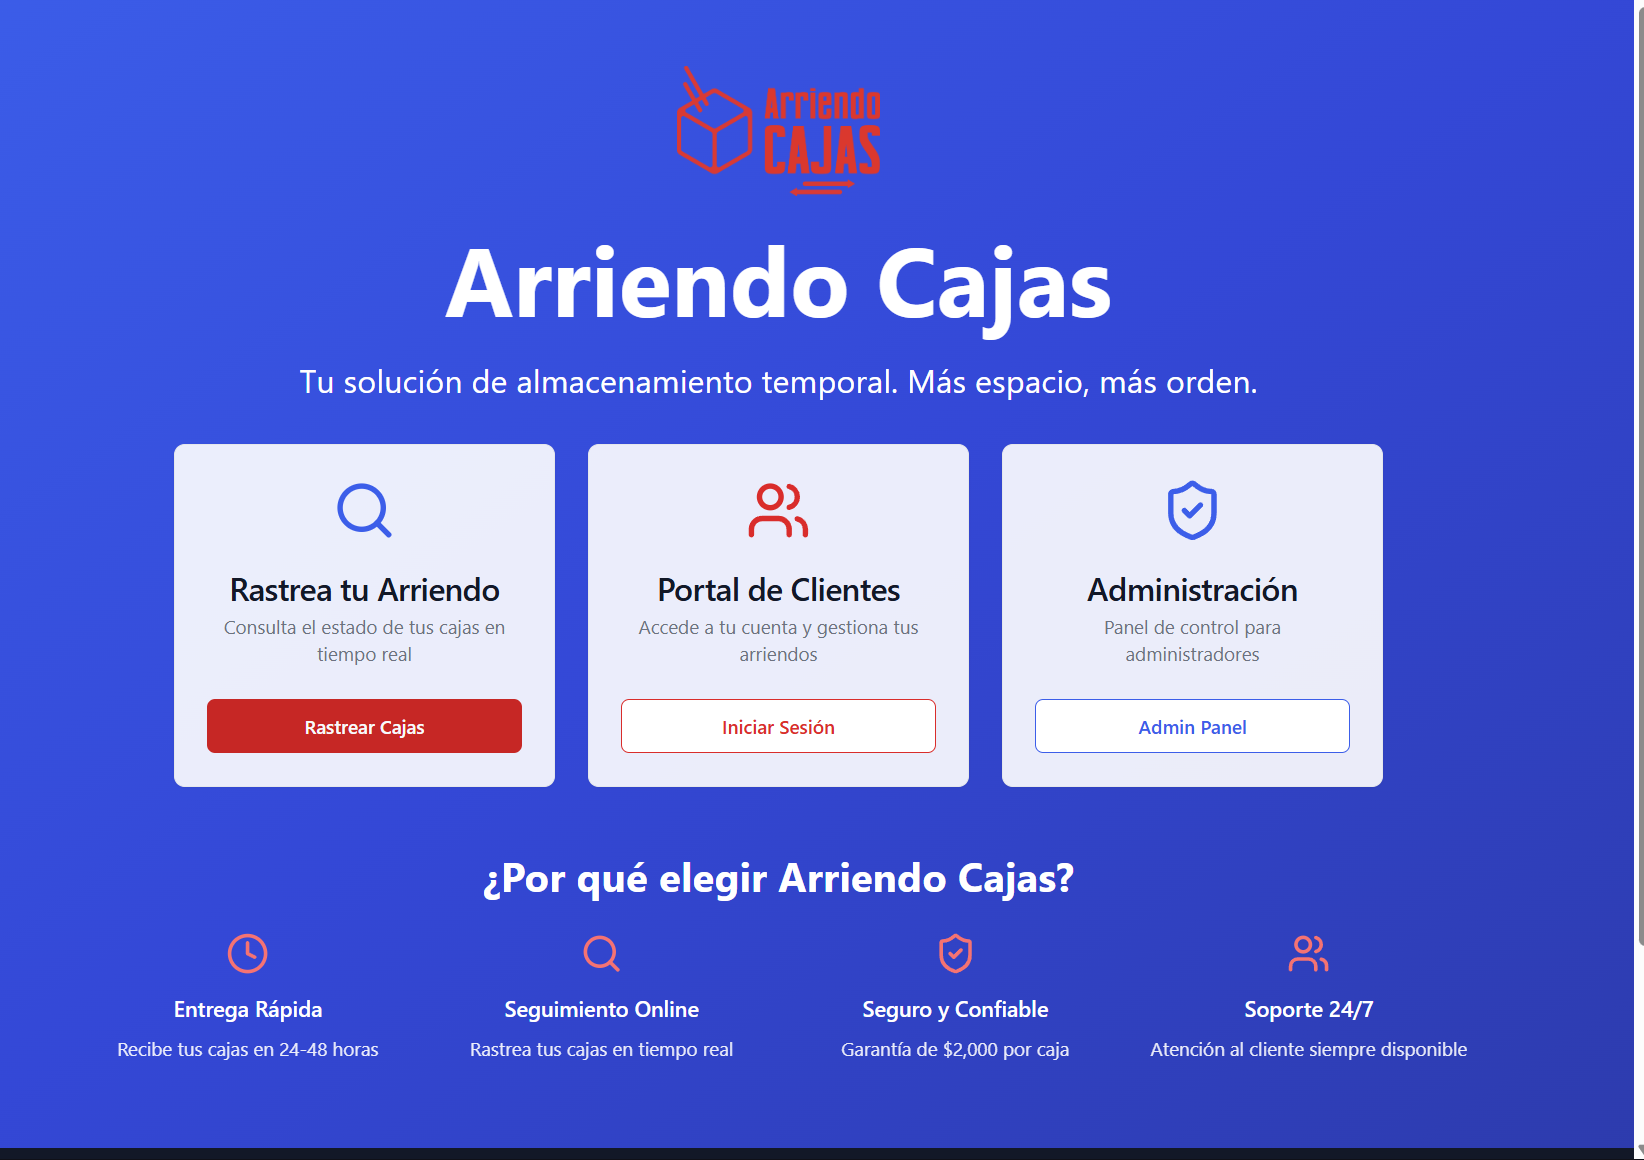 Arriendo
CAJAS
Arriendo Cajas
Tu solución de almacenamiento temporal. Más espacio, más orden.
Rastrea tu Arriendo
Consulta el estado de tus cajas en
tiempo real
Rastrear Cajas
Portal de Clientes
Accede a tu cuenta y gestiona tus
arriendos
Iniciar Sesión
Administración
Panel de control para
administradores
Admin Panel
¿Por qué elegir Arriendo Cajas?
Entrega Rápida
Recibe tus cajas en 24-48 horas
Seguimiento Online
Rastrea tus cajas en tiempo real
Seguro y Confiable
Garantía de $2,000 por caja
Soporte 24/7
Atención al cliente siempre disponible